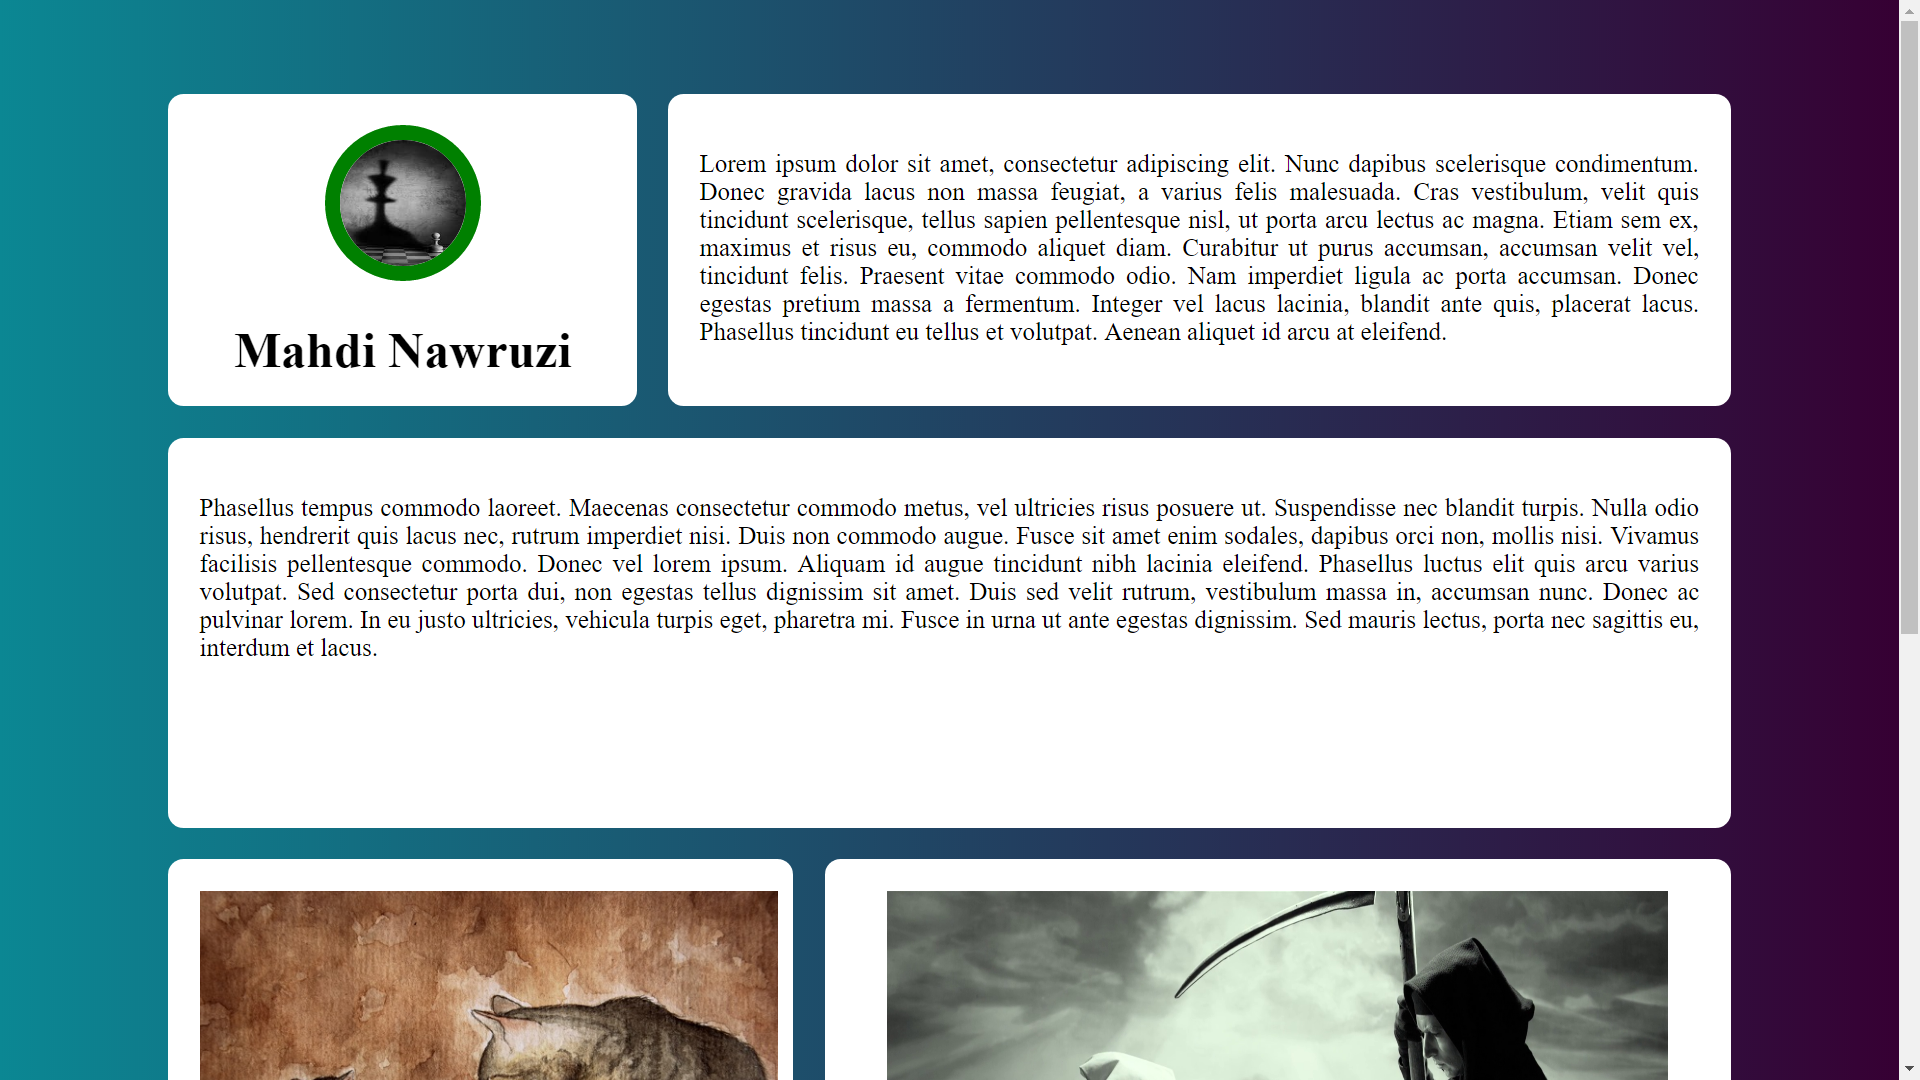 Mahdi Nawruzi
Lorem ipsum dolor sit amet, consectetur adipiscing elit. Nunc dapibus scelerisque condimentum.
Donec gravida lacus non massa feugiat, a varius felis malesuada. Cras vestibulum, velit quis
tincidunt scelerisque, tellus sapien pellentesque nisl, ut porta arcu lectus ac magna. Etiam sem ex,
maximus et risus eu, commodo aliquet diam. Curabitur ut purus accumsan, accumsan velit vel,
tincidunt felis. Praesent vitae commodo odio. Nam imperdiet ligula ac porta accumsan. Donec
egestas pretium massa a fermentum. Integer vel lacus lacinia, blandit ante quis, placerat lacus.
Phasellus tincidunt eu tellus et volutpat. Aenean aliquet id arcu at eleifend.
Phasellus tempus commodo laoreet. Maecenas consectetur commodo metus, vel ultricies risus posuere ut. Suspendisse nec blandit turpis. Nulla odio
risus, hendrerit quis lacus nec, rutrum imperdiet nisi. Duis non commodo augue. Fusce sit amet enim sodales, dapibus orci non, mollis nisi. Vivamus
facilisis pellentesque commodo. Donec vel lorem ipsum. Aliquam id augue tincidunt nibh lacinia eleifend. Phasellus luctus elit quis arcu varius
volutpat. Sed consectetur porta dui, non egestas tellus dignissim sit amet. Duis sed velit rutrum, vestibulum massa in, accumsan nunc. Donec ac
pulvinar lorem. In eu justo ultricies, vehicula turpis eget, pharetra mi. Fusce in urna ut ante egestas dignissim. Sed mauris lectus, porta nec sagittis eu,
interdum et lacus.